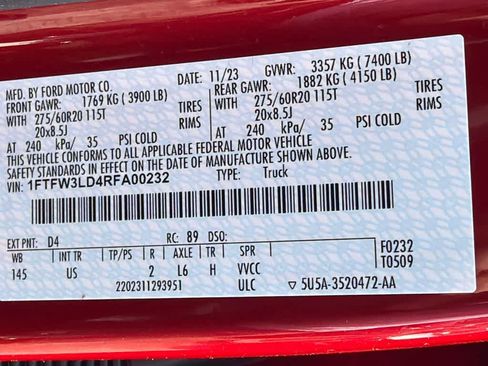 MFD. BY FORD MOTOR CO.
DATE: 11/23 GVWR: 3357 KG ( 7400 LB)
FRONT GAWR: 1769 KG ( 3900 LB) REAR GAWR: 1882 KG ( 4150 LB)
WITH 275/60R20 115T TIRES WITH 275/60R20 115T TIRES
20x8.5J RIMS 20x8.5J RIMS
AT 240 kPa/ 35 PSI COLD AT 240 kPa/ 35 PSI COLD
THIS VEHICLE CONFORMS TO ALL APPLICABLE FEDERAL MOTOR VEHICLE
SAFETY STANDARDS IN EFFECT ON THE DATE OF MANUFACTURE SHOWN ABOVE.
VIN: 1FTFW3LD4RFA00232 TYPE: Truck
EXT PNT: D4 RC: 89 DSO: F0232
WB INT TR TP/PS R AXLE TR SPR T0509
145 US 2 L6 H VVCC
2202311293951 ULC ▽ 5U5A-3520472-AA